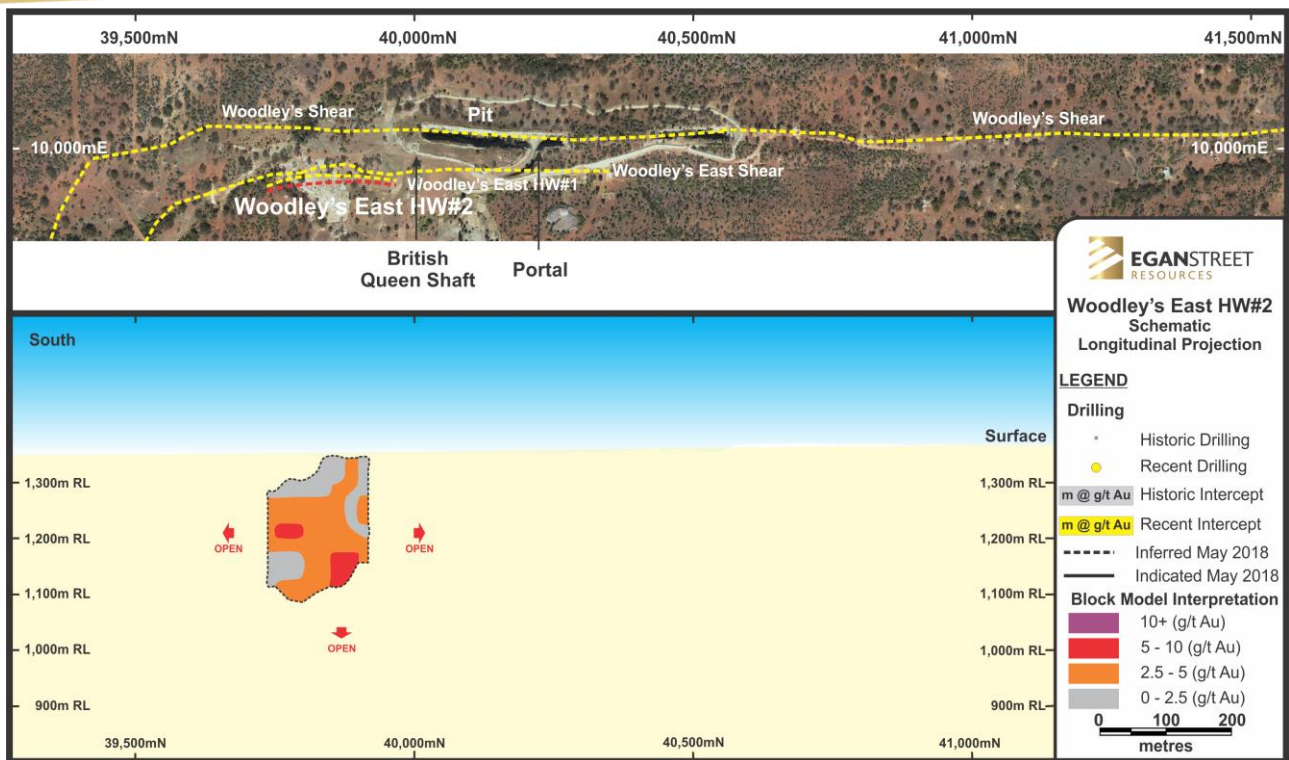 39,500mN 40,000mN 40,500mN 41,000mN 41,500mN
Woodley's Shear
Pit
Woodley's Shear
10,000mE
10,000mE
Woodley's East Shear
Woodley's East HW#1
Woodley's East HW#2
British
Queen Shaft
Portal
EGANSTREET
RESOURCES
Woodley's East HW#2
Schematic
Longitudinal Projection
LEGEND
Drilling
Historic Drilling
Recent Drilling
m @ g/t Au Historic Intercept
m @ g/t Au Recent Intercept
Inferred May 2018
Indicated May 2018
Block Model Interpretation
10+ (g/t Au)
5 - 10 (g/t Au)
2.5 - 5 (g/t Au)
0 - 2.5 (g/t Au)
0 100 200
metres
South
Surface
1,300m RL 1,300m RL
1,200m RL 1,200m RL
OPEN OPEN
1,100m RL 1,100m RL
1,000m RL OPEN 1,000m RL
900m RL 900m RL
39,500mN 40,000mN 40,500mN 41,000mN